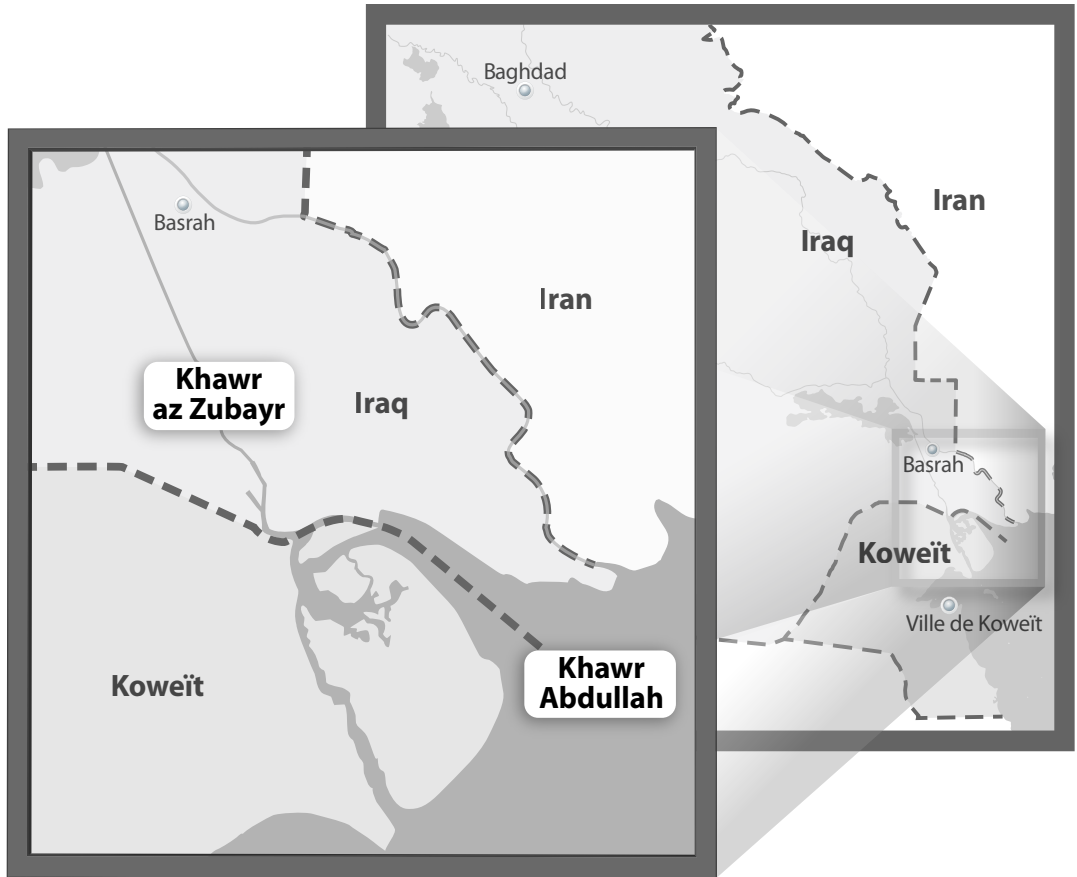 Baghdad
Iran
Iraq
Basrah
Koweït
Ville de Koweït
Basrah
Iran
Khawr
az Zubayr
Iraq
Koweït
Khawr
Abdullah